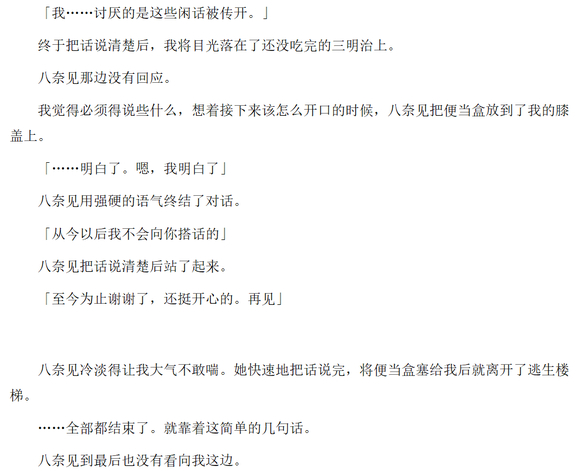 「我……讨厌的是这些闲话被传开。」
终于把话说清楚后，我将目光落在了还没吃完的三明治上。
八奈见那边没有回应。
我觉得必须得说些什么，想着接下来该怎么开口的时候，八奈见把便当盒放到了我的膝
盖上。
「……明白了。嗯，我明白了」
八奈见用强硬的语气终结了对话。
「从今以后我不会向你搭话的」
八奈见把话说清楚后站了起来。
「至今为止谢谢了，还挺开心的。再见」
八奈见冷淡得让我大气不敢喘。她快速地把话说完，将便当盒塞给我后就离开了逃生楼
梯。
……全部都结束了。就靠着这简单的几句话。
八奈见到最后也没有看向我这边。